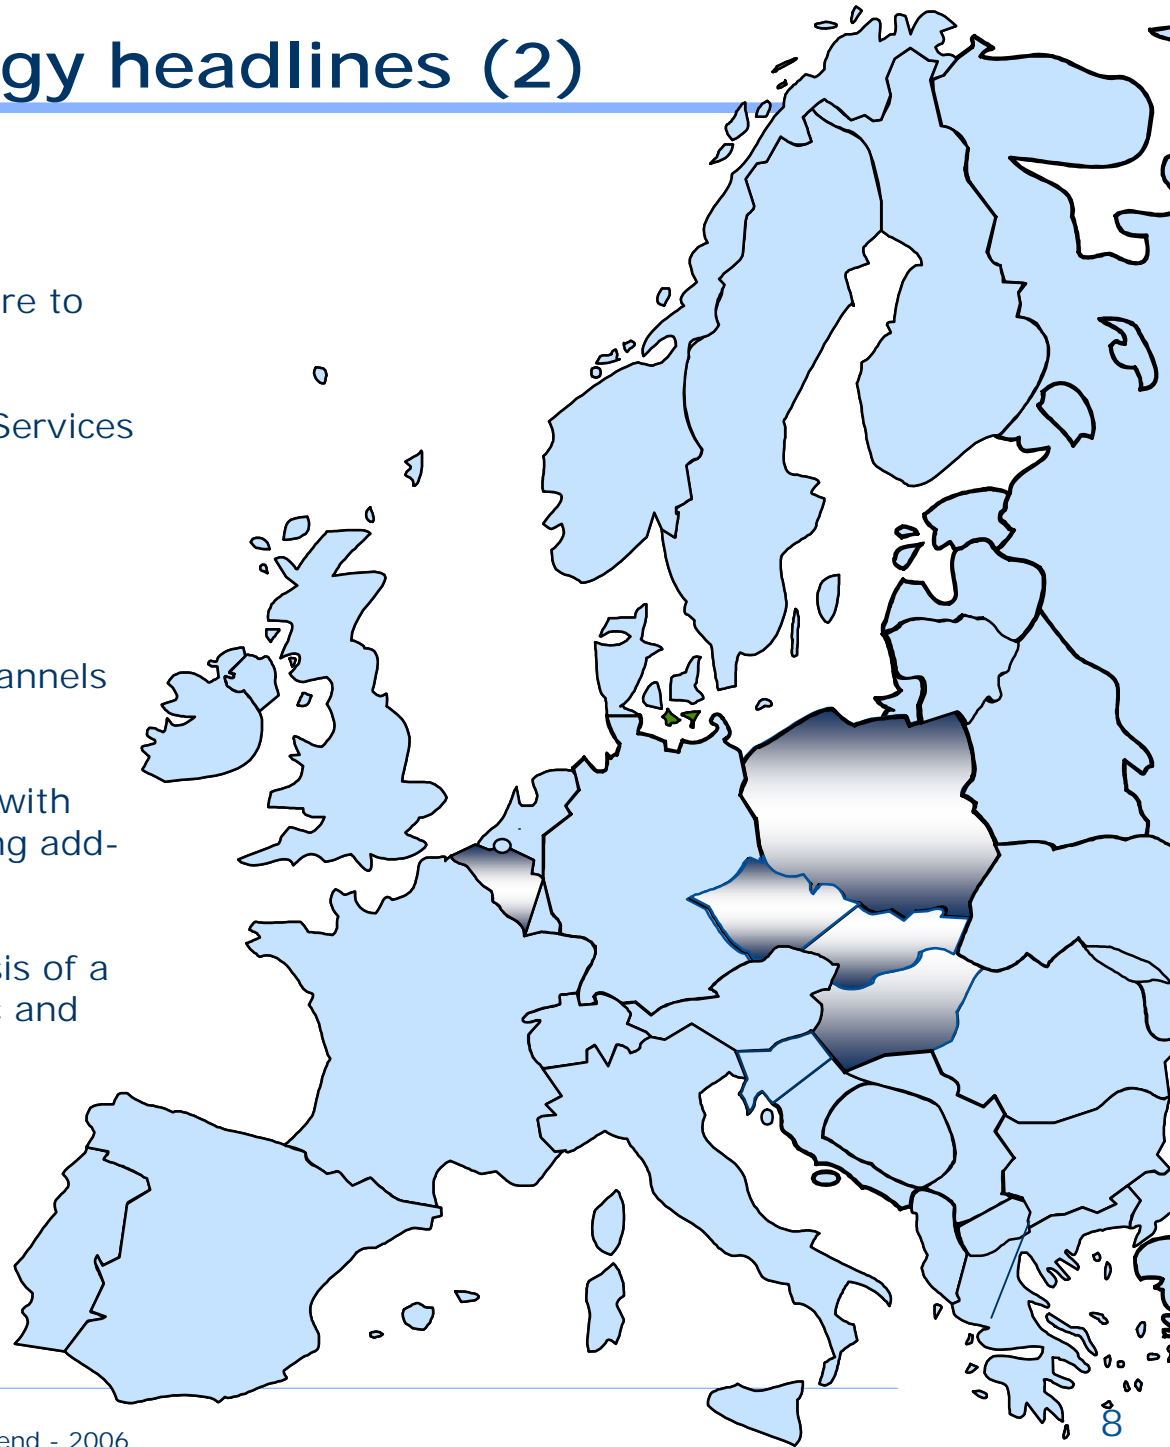 gy headlines (2)
re to
Services
annels
with
ng add-
sis of a
c and
end - 2006
8